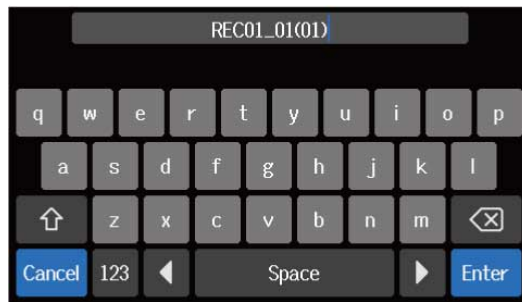 REC01_01(01)
q w e r t y u i o p
a s d f g h j k l
z x c v b n m
Cancel 123 Space Enter